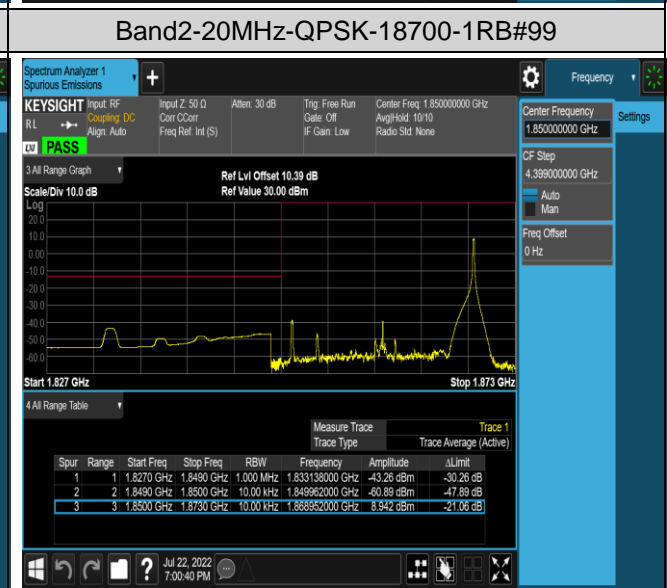 Band2-20MHz-QPSK-18700-1RB#99
Spectrum Analyzer 1
Spurious Emissions
Frequency
KEYSIGHT
RL
PASS
Input: RF
Coupling: DC
Align: Auto
Input Z: 50 Ω
Corr CCorr
Freq Ref: Int (S)
Atten: 30 dB
Trig: Free Run
Gate: Off
IF Gain: Low
Center Freq: 1.850000000 GHz
Avg|Hold: 10/10
Radio Std: None
Center Frequency
1.850000000 GHz
Settings
CF Step
4.399000000 GHz
Auto
Man
Freq Offset
0 Hz
3 All Range Graph
Ref Lvl Offset 10.39 dB
Scale/Div 10.0 dB
Ref Value 30.00 dBm
Log
20.0
10.0
0.00
-10.0
-20.0
-30.0
-40.0
-50.0
-60.0
Start 1.827 GHz
Stop 1.873 GHz
4 All Range Table
Measure Trace Trace 1
Trace Type Trace Average (Active)
Spur Range Start Freq Stop Freq RBW Frequency Amplitude ΔLimit
1 1 1.8270 GHz 1.8490 GHz 1.000 MHz 1.833138000 GHz -43.26 dBm -30.26 dB
2 2 1.8490 GHz 1.8500 GHz 10.00 kHz 1.849962000 GHz -60.89 dBm -47.89 dB
3 3 1.8500 GHz 1.8730 GHz 10.00 kHz 1.868952000 GHz 8.942 dBm -21.06 dB
Jul 22, 2022
7:00:40 PM